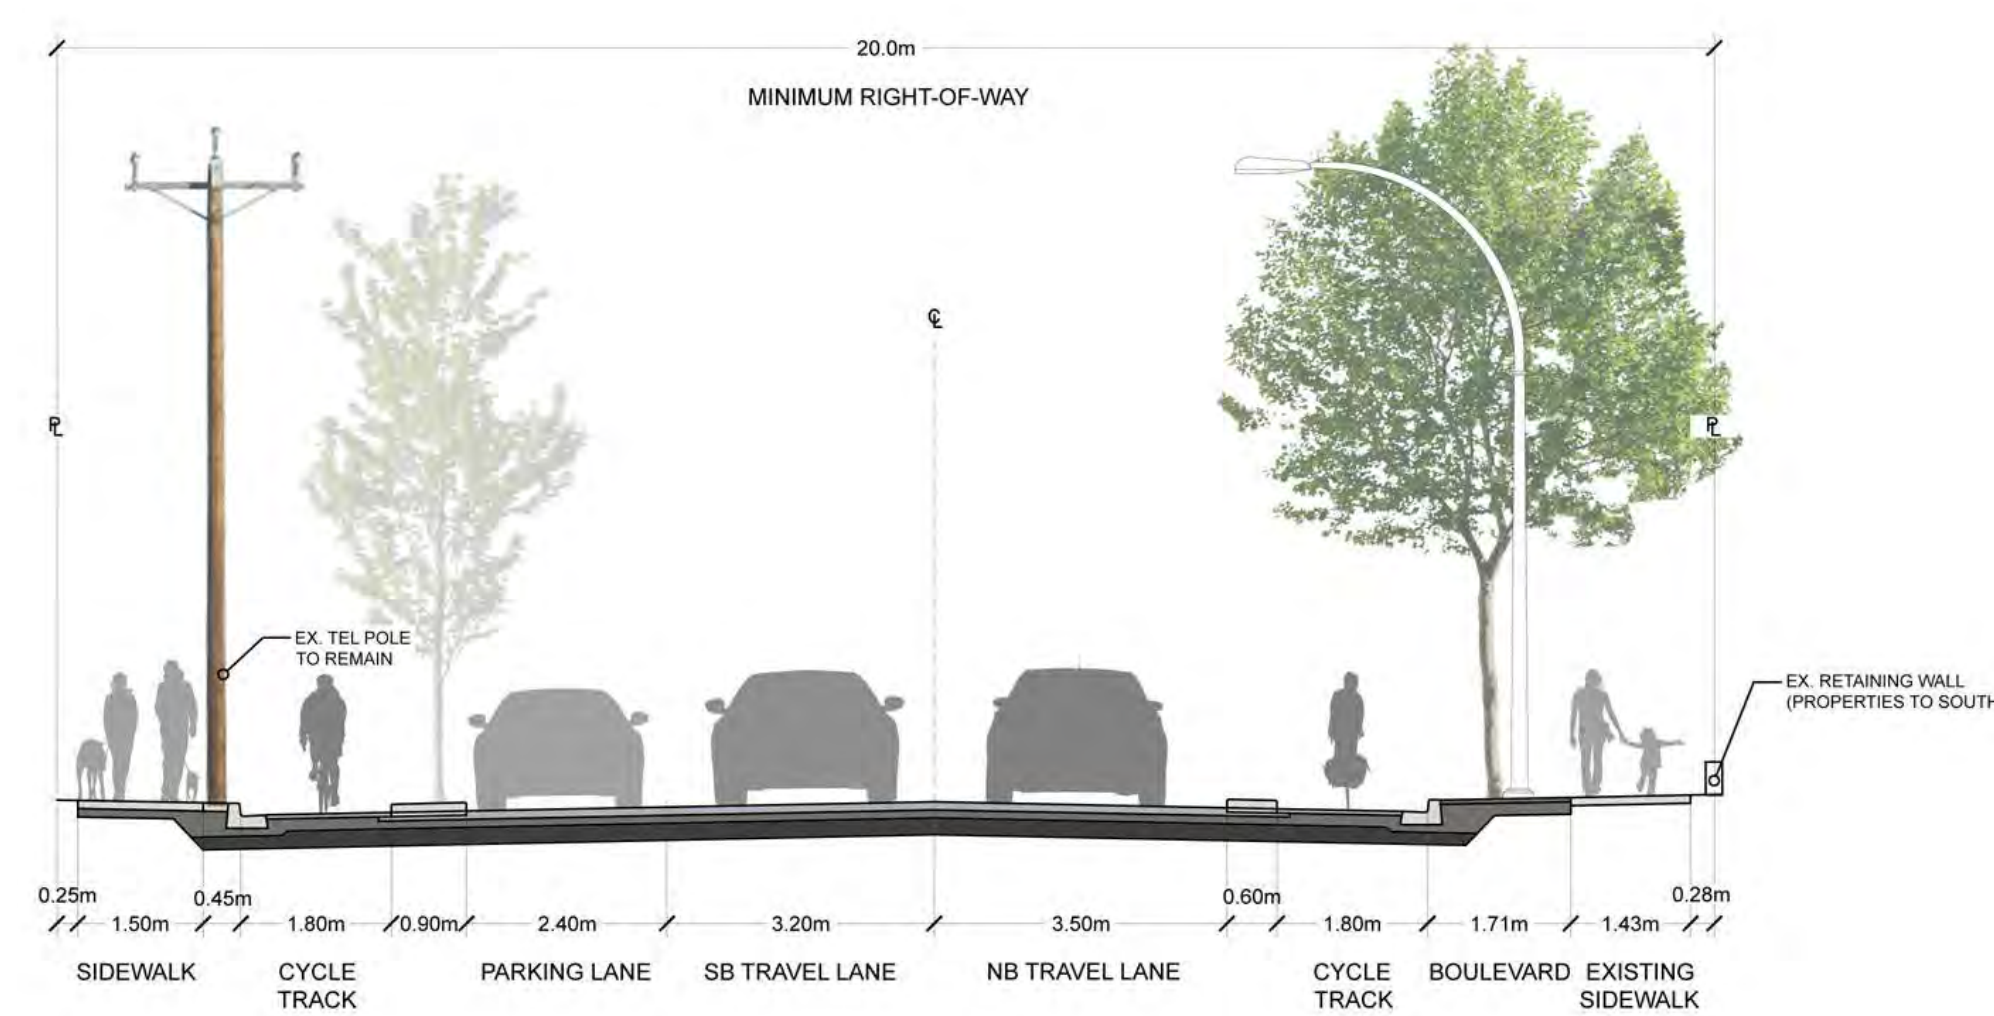 20.0m
MINIMUM RIGHT-OF-WAY
EX. TEL POLE
TO REMAIN
EX. RETAINING WALL
(PROPERTIES TO SOUTH
0.25m
0.45m
0.60m
0.28m
1.50m
1.80m
0.90m
2.40m
3.20m
3.50m
1.80m
1.71m
1.43m
SIDEWALK
CYCLE
TRACK
PARKING LANE
SB TRAVEL LANE
NB TRAVEL LANE
CYCLE
TRACK
BOULEVARD
EXISTING
SIDEWALK